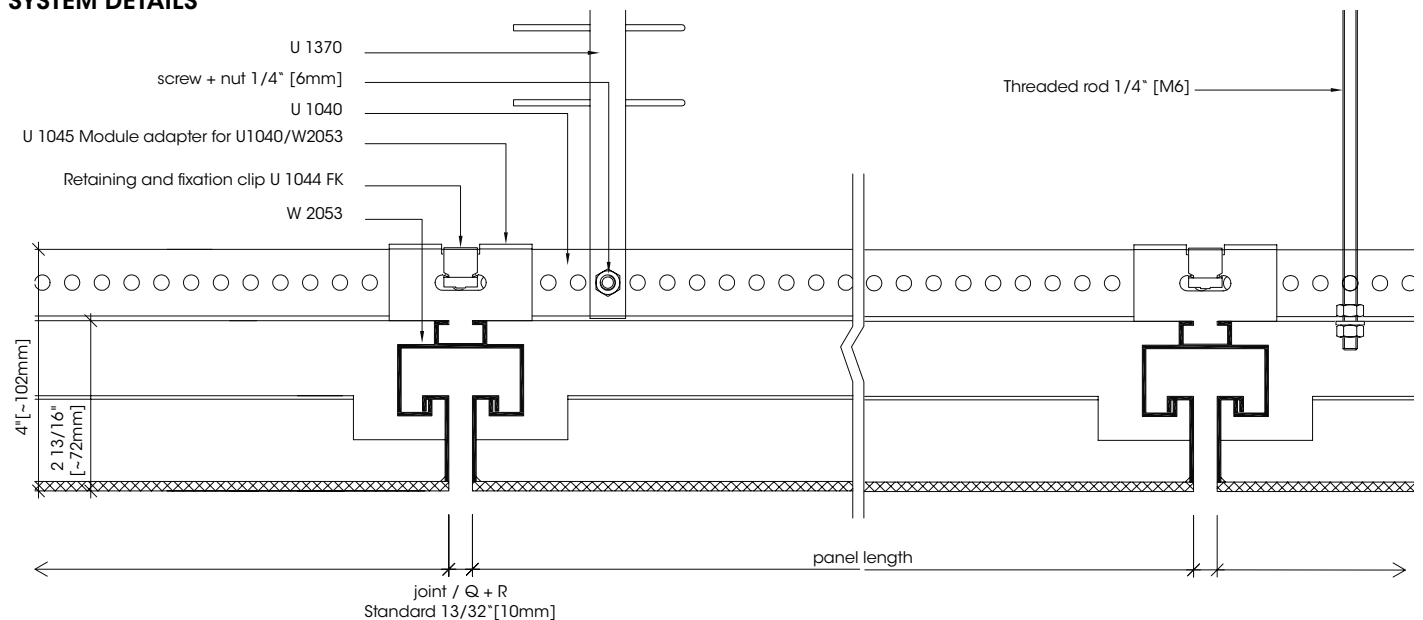 SYSTEM DETAILS
U 1370
screw + nut 1/4“ [6mm]
Threaded rod 1/4“ [M6]
U 1040
U 1045 Module adapter for U1040/W2053
Retaining and fixation clip U 1044 FK
W 2053
4"[~102mm]
2 13/16"
[~72mm]
panel length
joint / Q + R
Standard 13/32“[10mm]